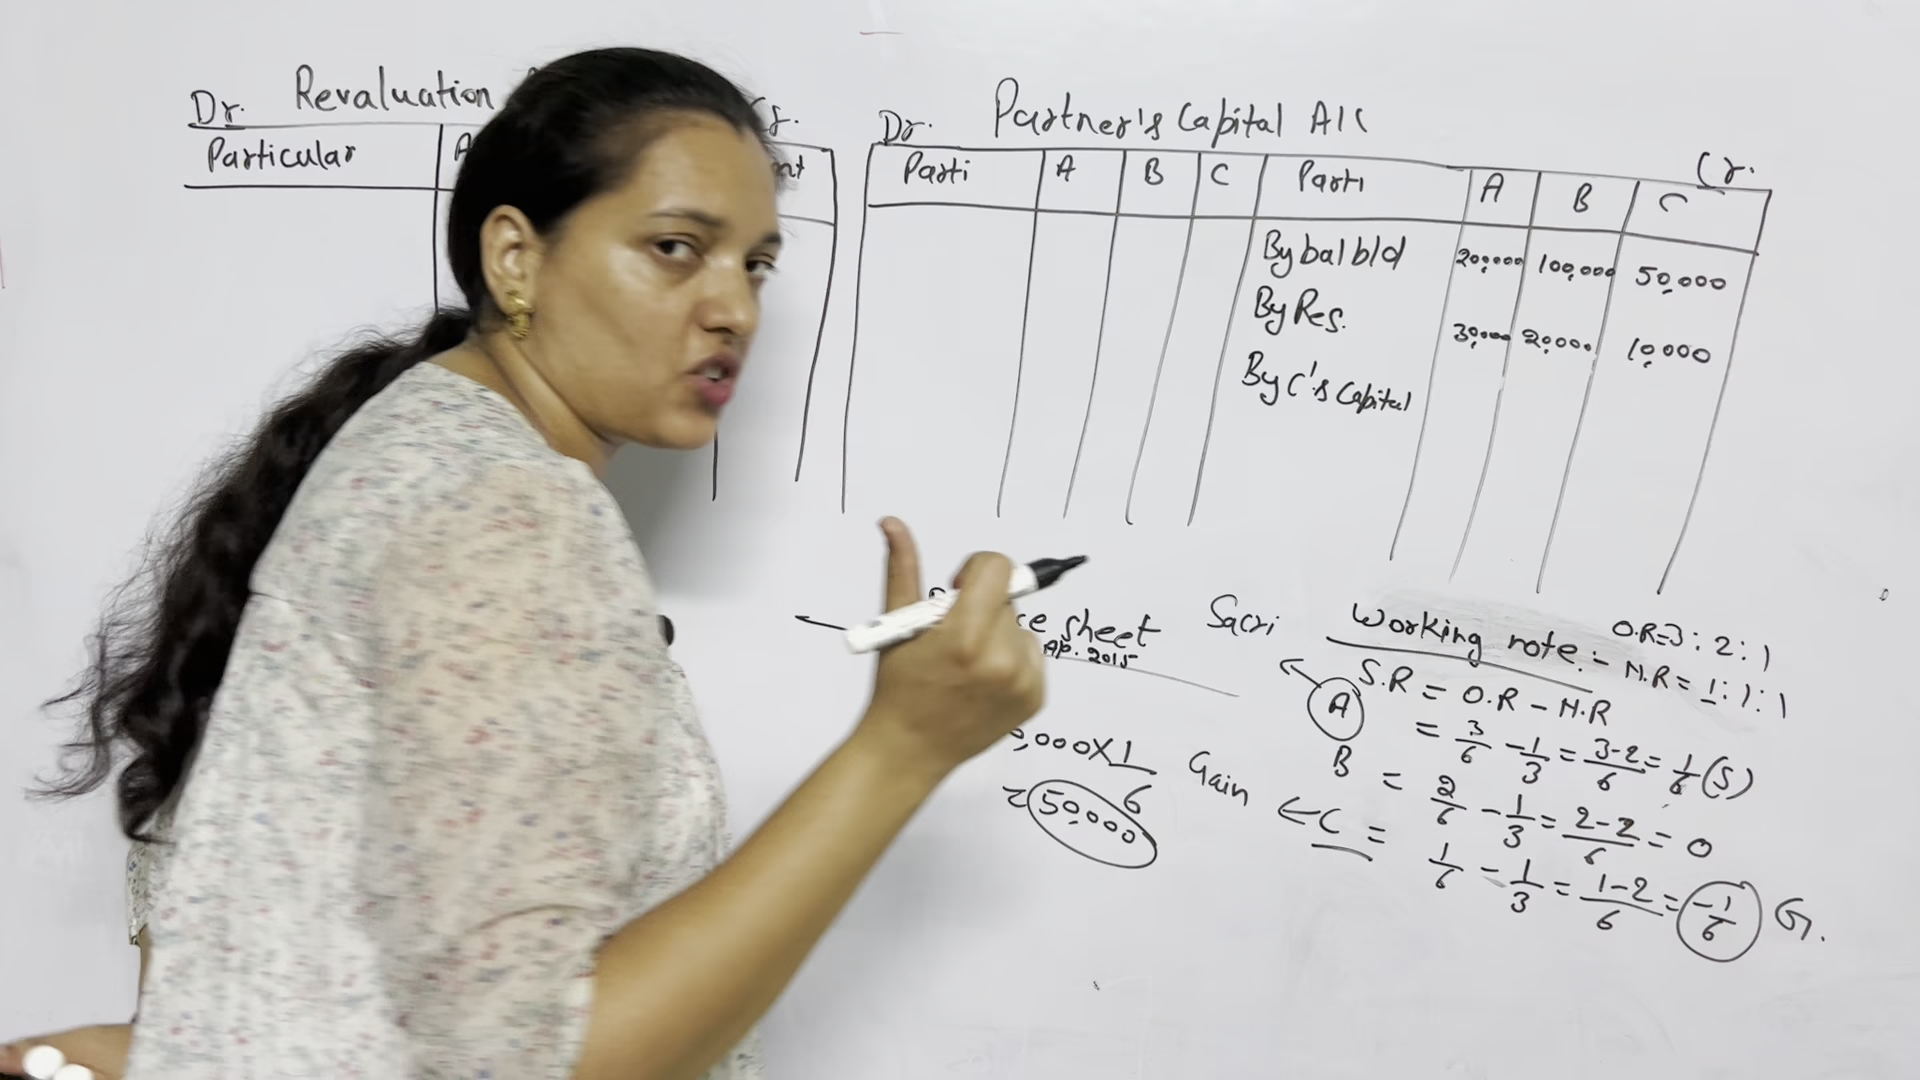 Dr. Revaluation Cr.
Particular
Dr. Partner's Capital A/c Cr.
Parti A B C Parti A B C
By bal b/d 200,000 100,000 50,000
By Res. 30,000 20,000 10,000
By C's Capital
ce sheet
Ap. 2015
,000 × 1/6
= 50,000
Sacri
Gain
Working note:-
O.R = 3 : 2 : 1
N.R = 1 : 1 : 1
S.R = O.R - N.R
A = 3/6 - 1/3 = 3-2/6 = 1/6 (S)
B = 2/6 - 1/3 = 2-2/6 = 0
C = 1/6 - 1/3 = 1-2/6 = -1/6 G.